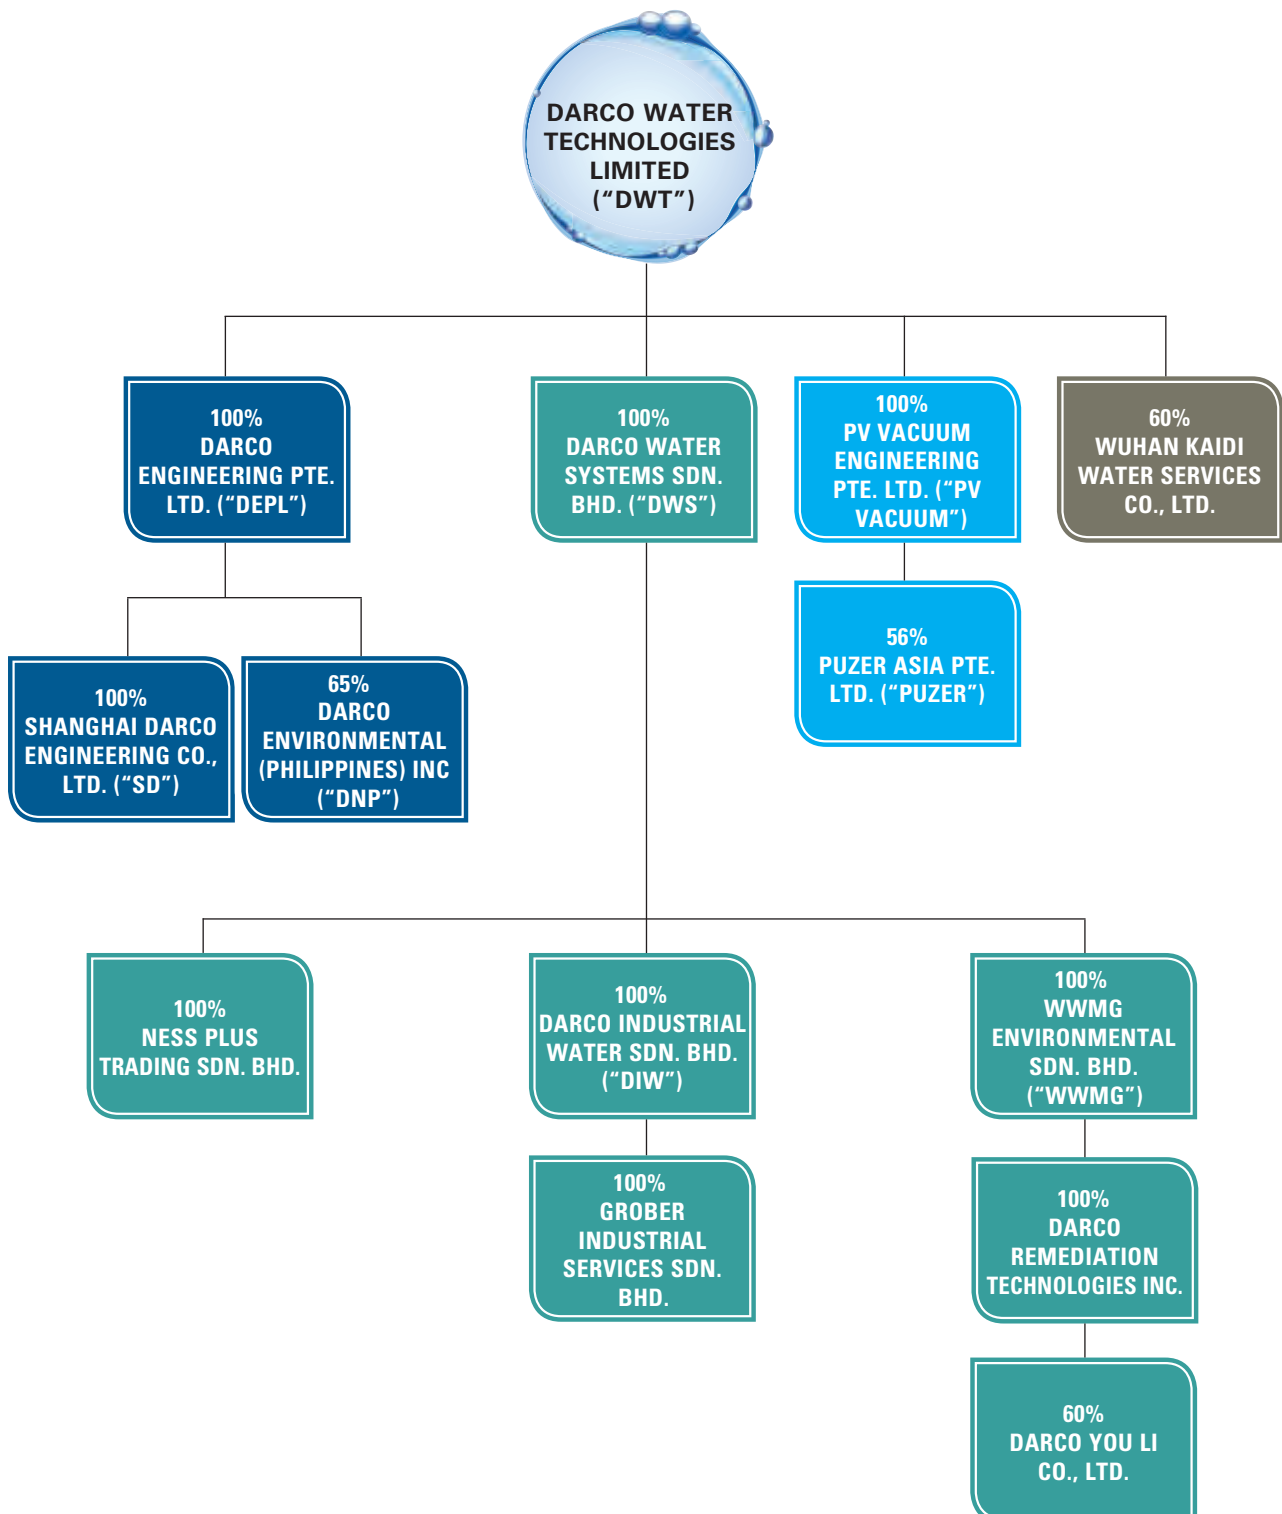 DARCO WATER
TECHNOLOGIES
LIMITED
(“DWT”)
100%
DARCO
ENGINEERING PTE.
LTD. (“DEPL”)
100%
DARCO WATER
SYSTEMS SDN.
BHD. (“DWS”)
100%
PV VACUUM
ENGINEERING
PTE. LTD. (“PV
VACUUM”)
60%
WUHAN KAIDI
WATER SERVICES
CO., LTD.
56%
PUZER ASIA PTE.
LTD. (“PUZER”)
100%
SHANGHAI DARCO
ENGINEERING CO.,
LTD. (“SD”)
65%
DARCO
ENVIRONMENTAL
(PHILIPPINES) INC
(“DNP”)
100%
NESS PLUS
TRADING SDN. BHD.
100%
DARCO INDUSTRIAL
WATER SDN. BHD.
(“DIW”)
100%
WWMG
ENVIRONMENTAL
SDN. BHD.
(“WWMG”)
100%
GROBER
INDUSTRIAL
SERVICES SDN.
BHD.
100%
DARCO
REMEDIATION
TECHNOLOGIES INC.
60%
DARCO YOU LI
CO., LTD.